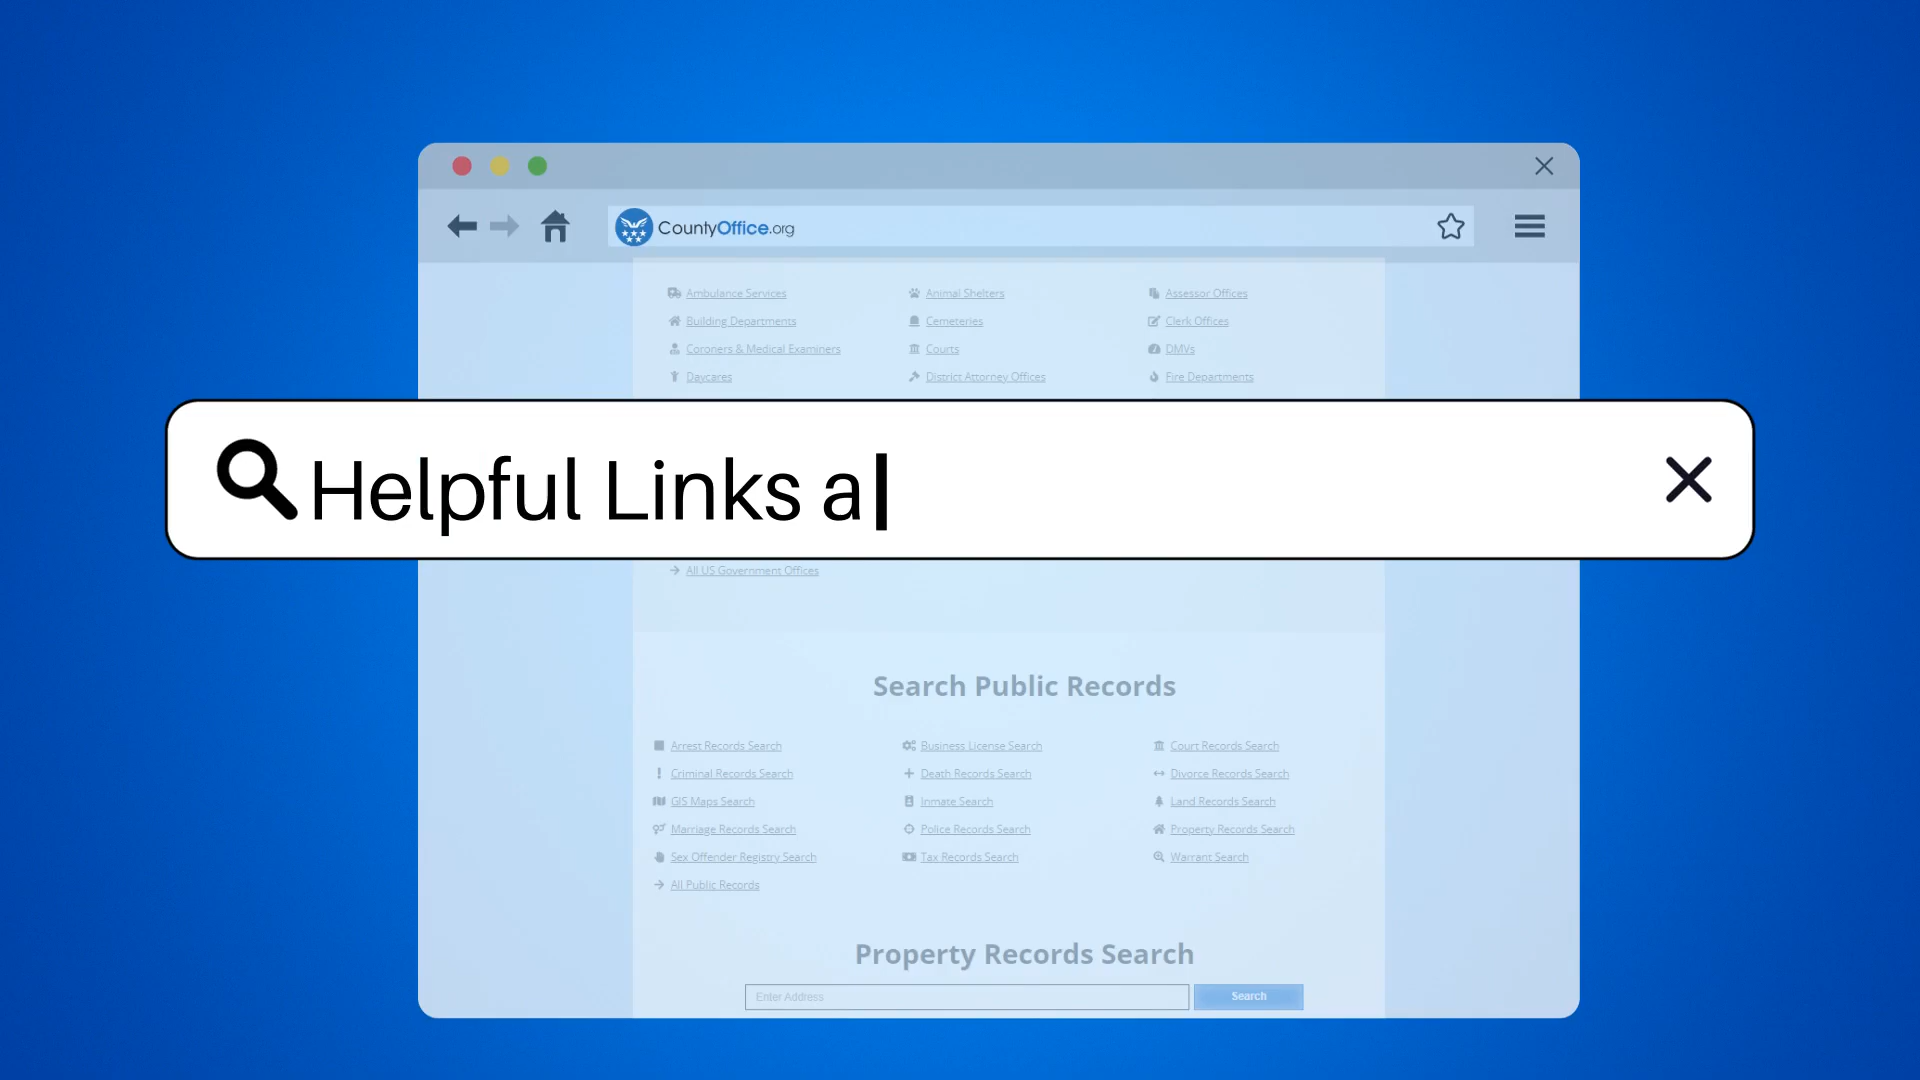 CountyOffice.org
Ambulance Services Animal Shelters Assessor Offices
Building Departments Cemeteries Clerk Offices
Coroners & Medical Examiners Courts DMVs
Daycares District Attorney Offices Fire Departments
Helpful Links a
All US Government Offices
Search Public Records
Arrest Records Search Business License Search Court Records Search
Criminal Records Search Death Records Search Divorce Records Search
GIS Maps Search Inmate Search Land Records Search
Marriage Records Search Police Records Search Property Records Search
Sex Offender Registry Search Tax Records Search Warrant Search
All Public Records
Property Records Search
Enter Address Search